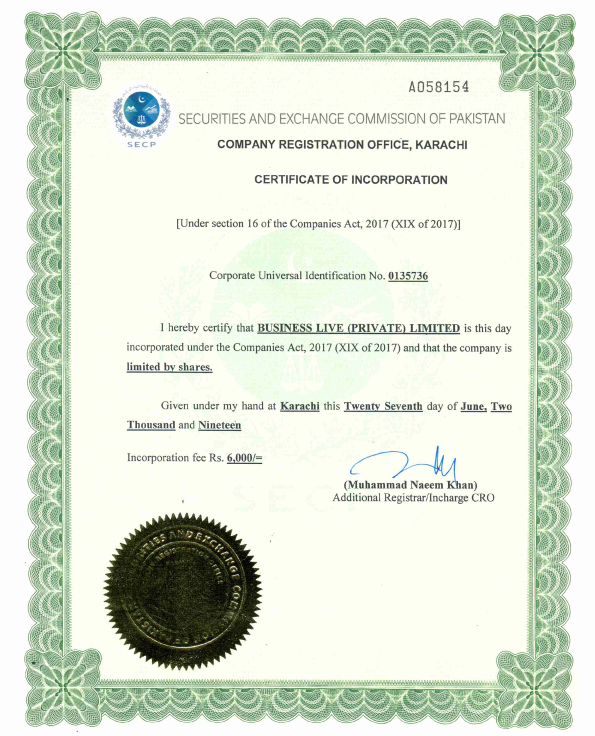 A058154
SECP
SECURITIES AND EXCHANGE COMMISSION OF PAKISTAN
COMPANY REGISTRATION OFFICE, KARACHI
CERTIFICATE OF INCORPORATION
[Under section 16 of the Companies Act, 2017 (XIX of 2017)]
Corporate Universal Identification No. 0135736
I hereby certify that BUSINESS LIVE (PRIVATE) LIMITED is this day
incorporated under the Companies Act, 2017 (XIX of 2017) and that the company is
limited by shares.
Given under my hand at Karachi this Twenty Seventh day of June, Two
Thousand and Nineteen
Incorporation fee Rs. 6,000/=
(Muhammad Naeem Khan)
Additional Registrar/Incharge CRO
SECP
AND EXCHANGE